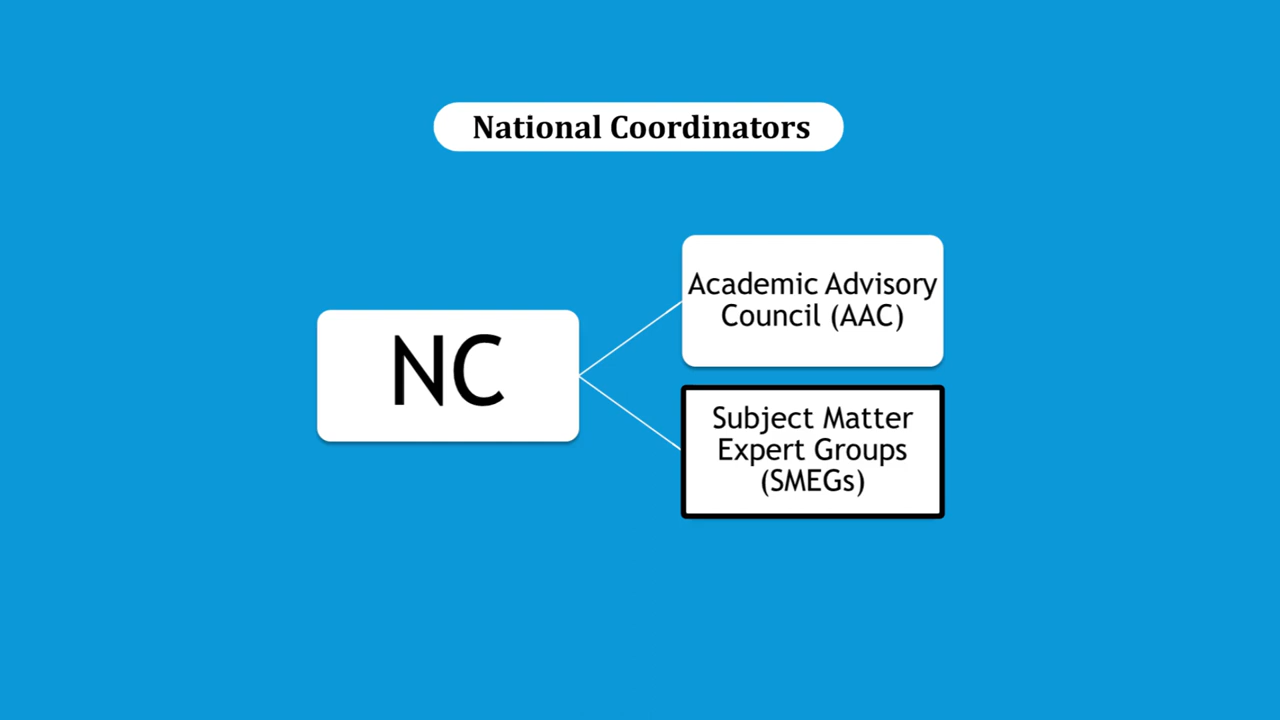 National Coordinators
NC
Academic Advisory
Council (AAC)
Subject Matter
Expert Groups
(SMEGs)